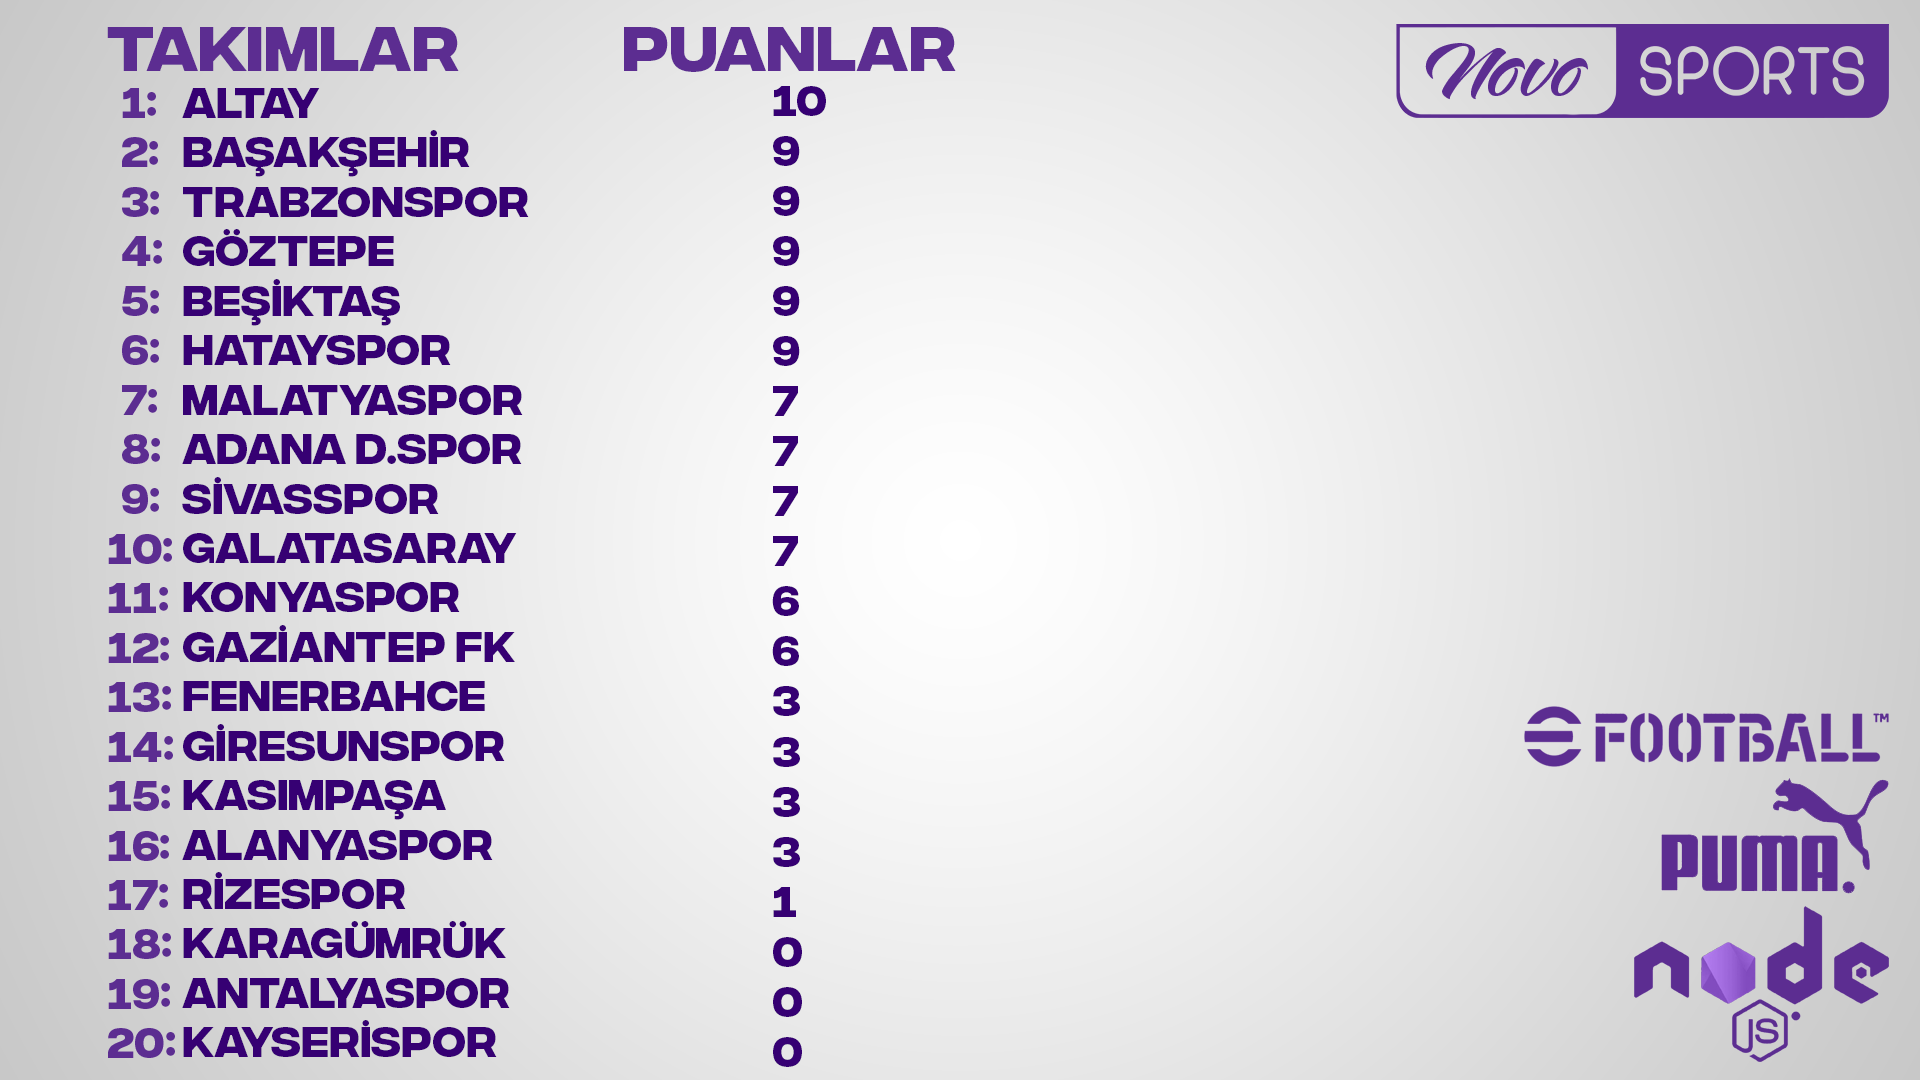 TAKIMLAR PUANLAR
1: ALTAY 10
2: BAŞAKŞEHİR 9
3: TRABZONSPOR 9
4: GÖZTEPE 9
5: BEŞİKTAŞ 9
6: HATAYSPOR 9
7: MALATYASPOR 7
8: ADANA D.SPOR 7
9: SİVASSPOR 7
10: GALATASARAY 7
11: KONYASPOR 6
12: GAZİANTEP FK 6
13: FENERBAHCE 3
14: GİRESUNSPOR 3
15: KASIMPAŞA 3
16: ALANYASPOR 3
17: RİZESPOR 1
18: KARAGÜMRÜK 0
19: ANTALYASPOR 0
20: KAYSERİSPOR 0
Novo SPORTS
eFOOTBALL™
PUMA
node
JS